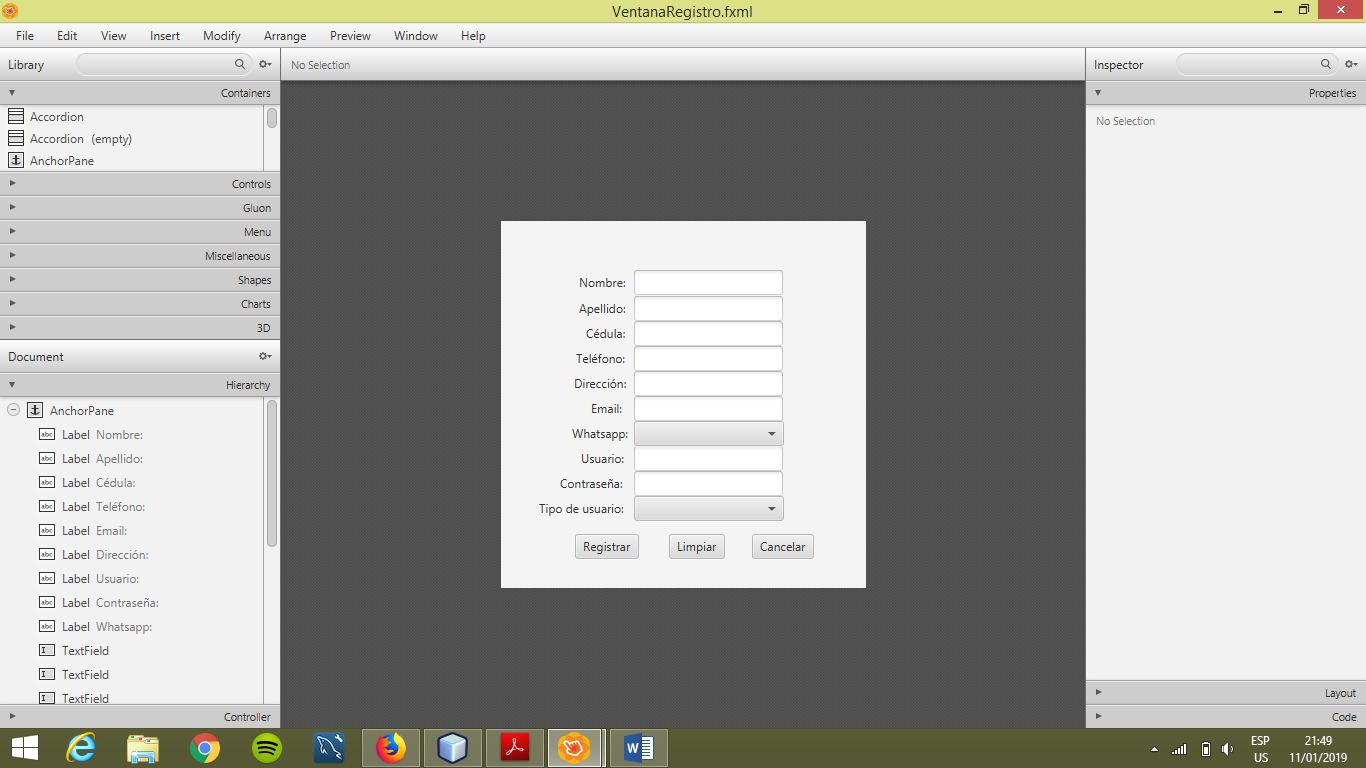 VentanaRegistro.fxml
File Edit View Insert Modify Arrange Preview Window Help
Library
Containers
Accordion
Accordion (empty)
AnchorPane
Controls
Gluon
Menu
Miscellaneous
Shapes
Charts
3D
Document
Hierarchy
AnchorPane
Label Nombre:
Label Apellido:
Label Cédula:
Label Teléfono:
Label Email:
Label Dirección:
Label Usuario:
Label Contraseña:
Label Whatsapp:
TextField
TextField
TextField
Controller
No Selection
Nombre:
Apellido:
Cédula:
Teléfono:
Dirección:
Email:
Whatsapp:
Usuario:
Contraseña:
Tipo de usuario:
Registrar Limpiar Cancelar
Inspector
Properties
No Selection
Layout
Code
ESP 21:49
US 11/01/2019